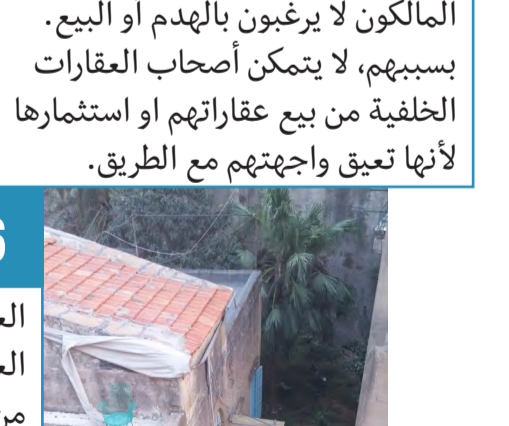 المالكون لا يرغبون بالهدم او البيع.
بسببهم، لا يتمكن أصحاب العقارات
الخلفية من بيع عقاراتهم او استثمارها
لأنها تعيق واجهتهم مع الطريق.